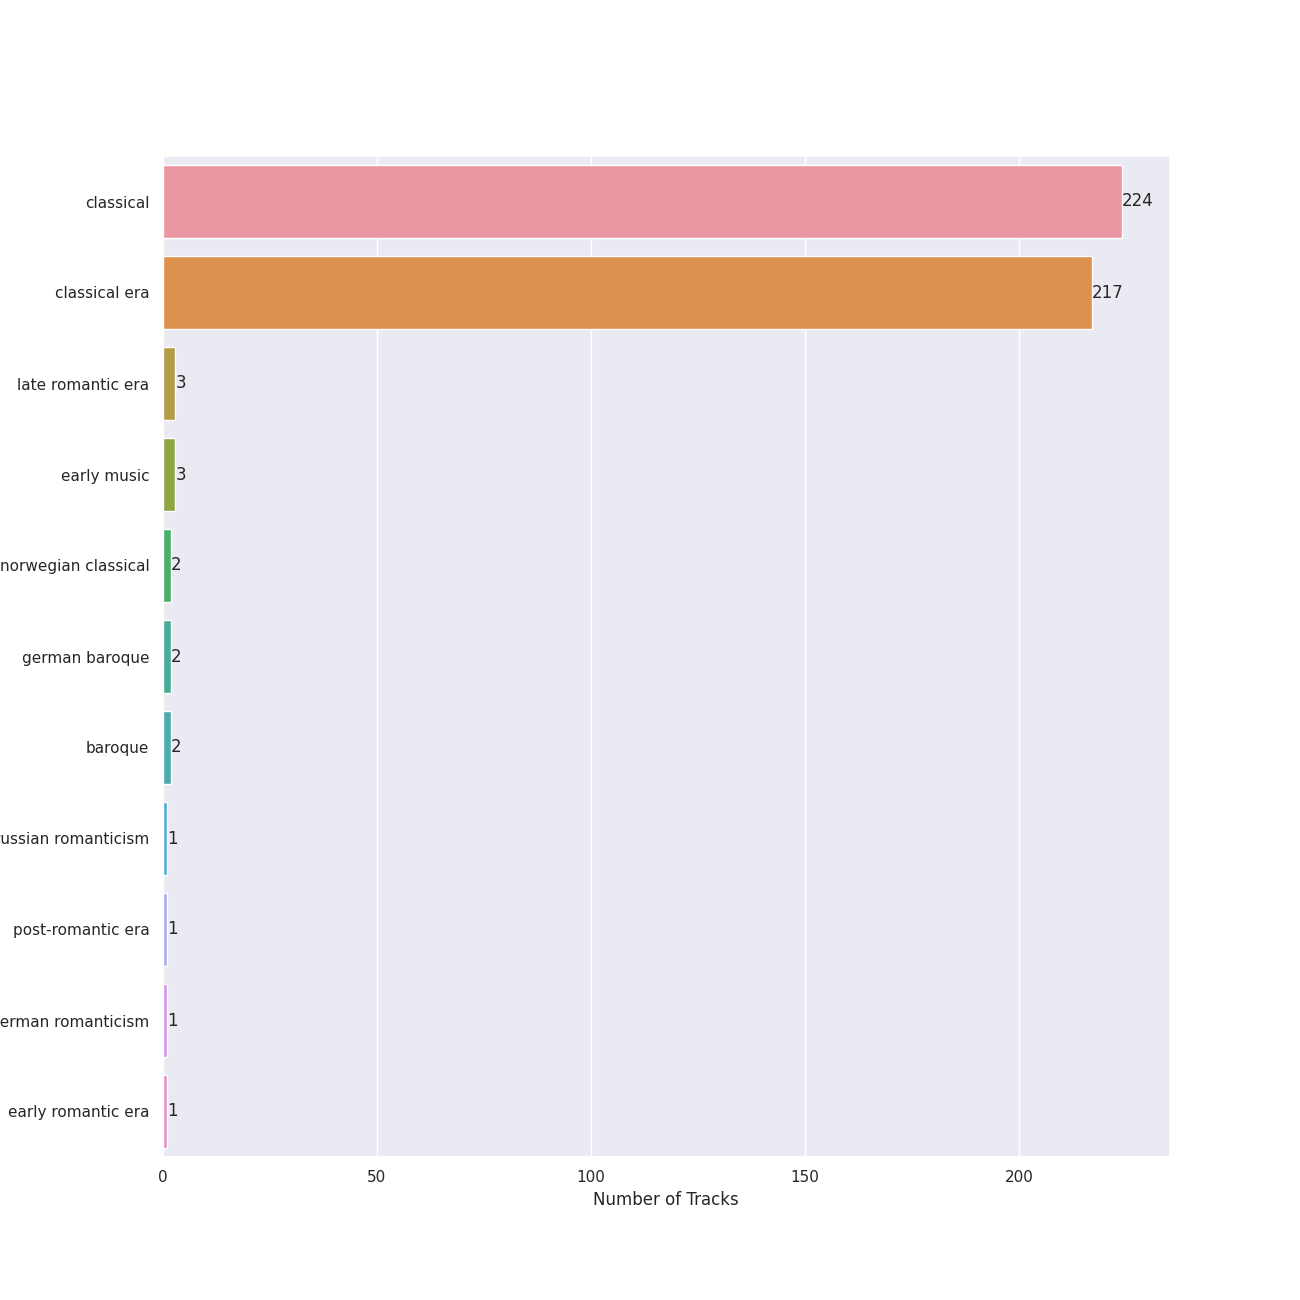 classical 224
classical era 217
late romantic era 3
early music 3
norwegian classical 2
german baroque 2
baroque 2
ussian romanticism 1
post-romantic era 1
erman romanticism 1
early romantic era 1
0 50 100 150 200
Number of Tracks